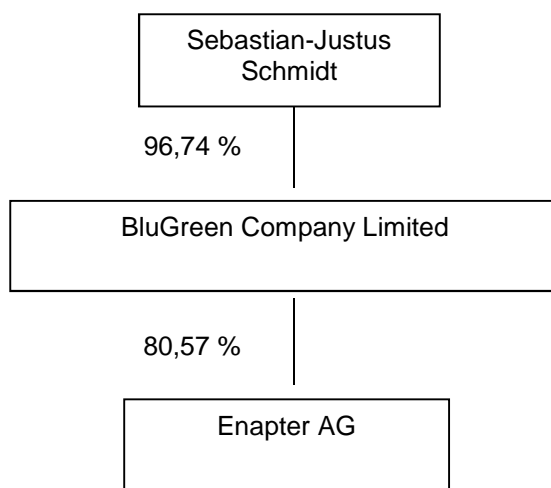 Sebastian-Justus
Schmidt
96,74 %
BluGreen Company Limited
80,57 %
Enapter AG